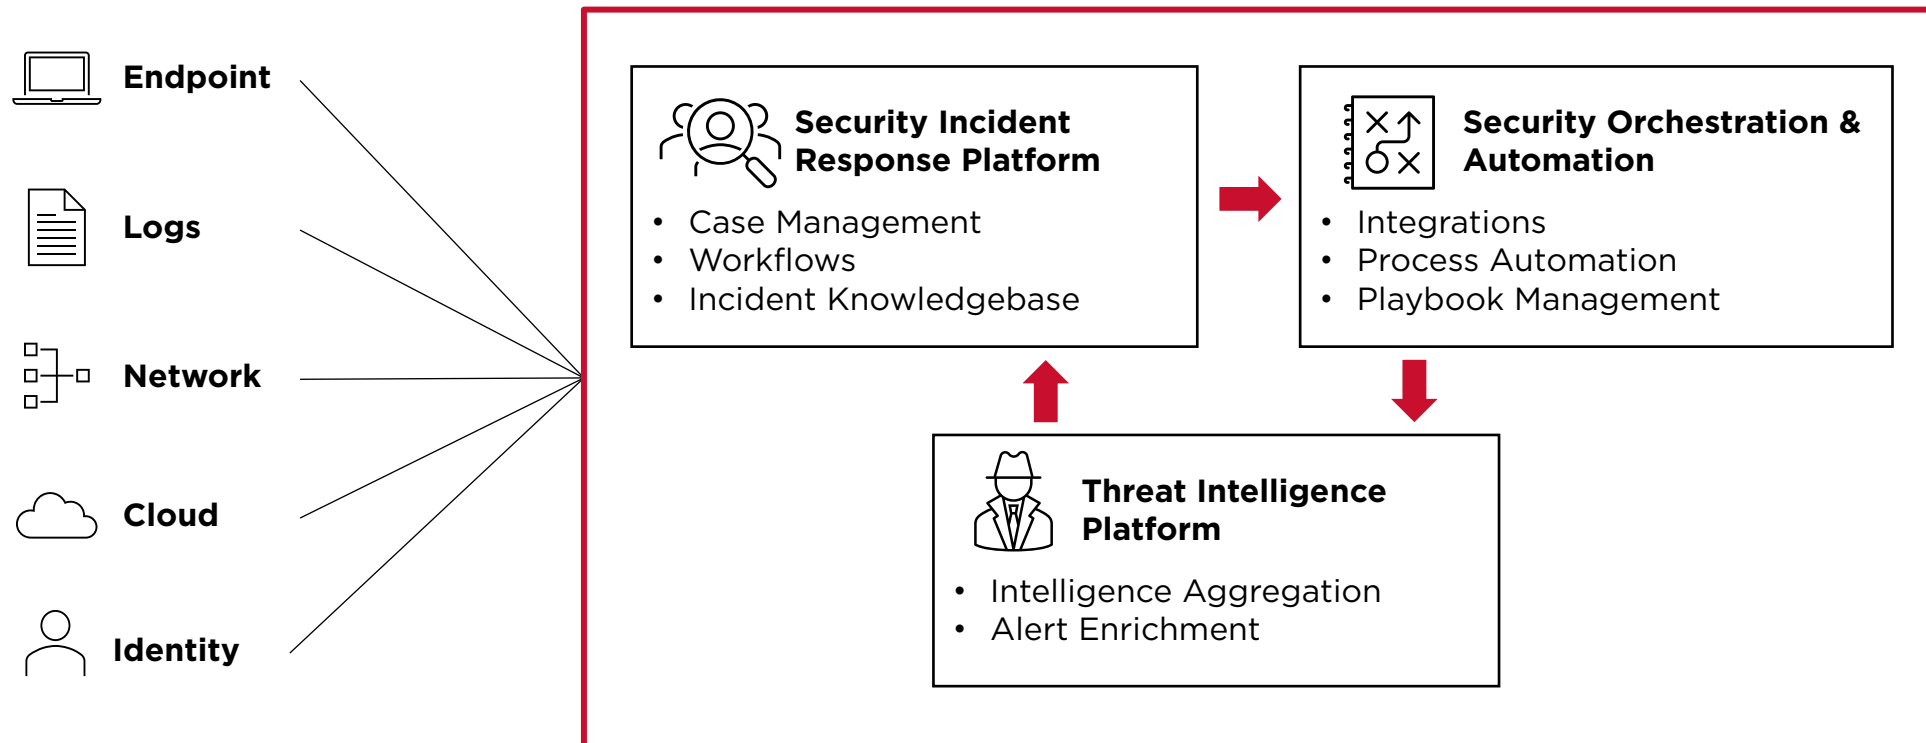 Endpoint
Logs
Network
Cloud
Identity
Security Incident
Response Platform
• Case Management
• Workflows
• Incident Knowledgebase
Security Orchestration &
Automation
• Integrations
• Process Automation
• Playbook Management
Threat Intelligence
Platform
• Intelligence Aggregation
• Alert Enrichment